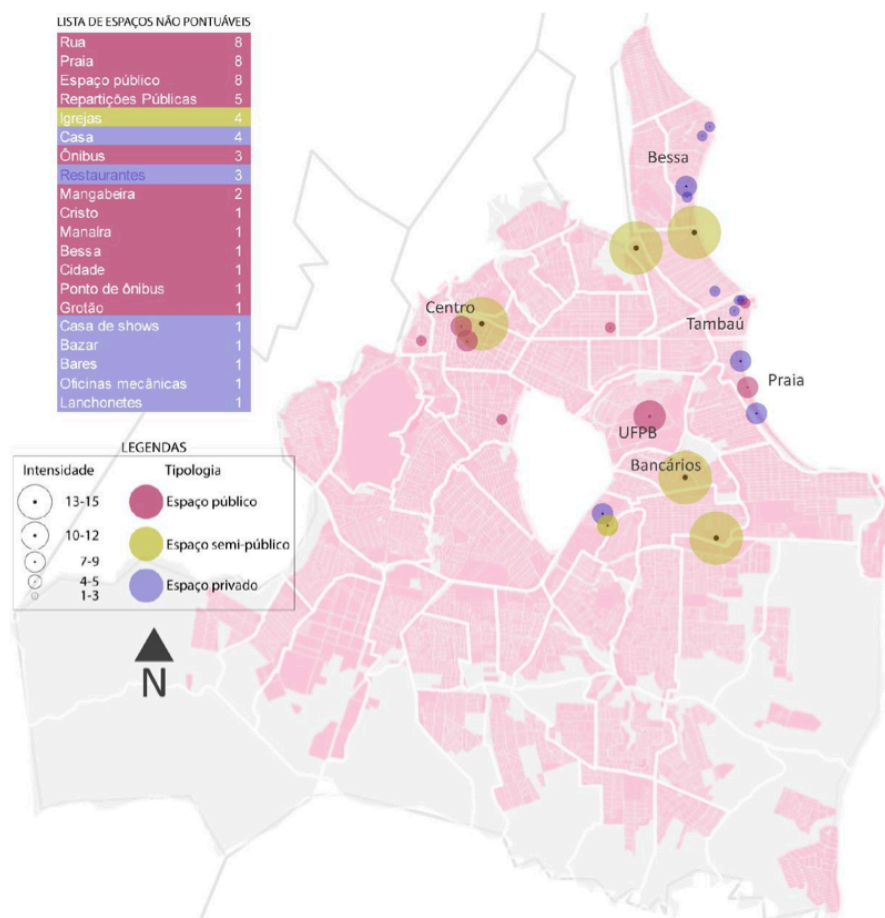 LISTA DE ESPAÇOS NÃO PONTUÁVEIS
Rua 8
Praia 8
Espaço público 8
Repartições Públicas 5
Igrejas 4
Casa 4
Ônibus 3
Restaurantes 3
Mangabeira 2
Cristo 1
Manaíra 1
Bessa 1
Cidade 1
Ponto de ônibus 1
Grotão 1
Casa de shows 1
Bazar 1
Bares 1
Oficinas mecânicas 1
Lanchonetes 1
Bessa
Centro
Tambaú
Praia
UFPB
Bancários
LEGENDAS
Intensidade Tipologia
13-15 Espaço público
10-12
7-9 Espaço semi-público
4-5
1-3 Espaço privado
N